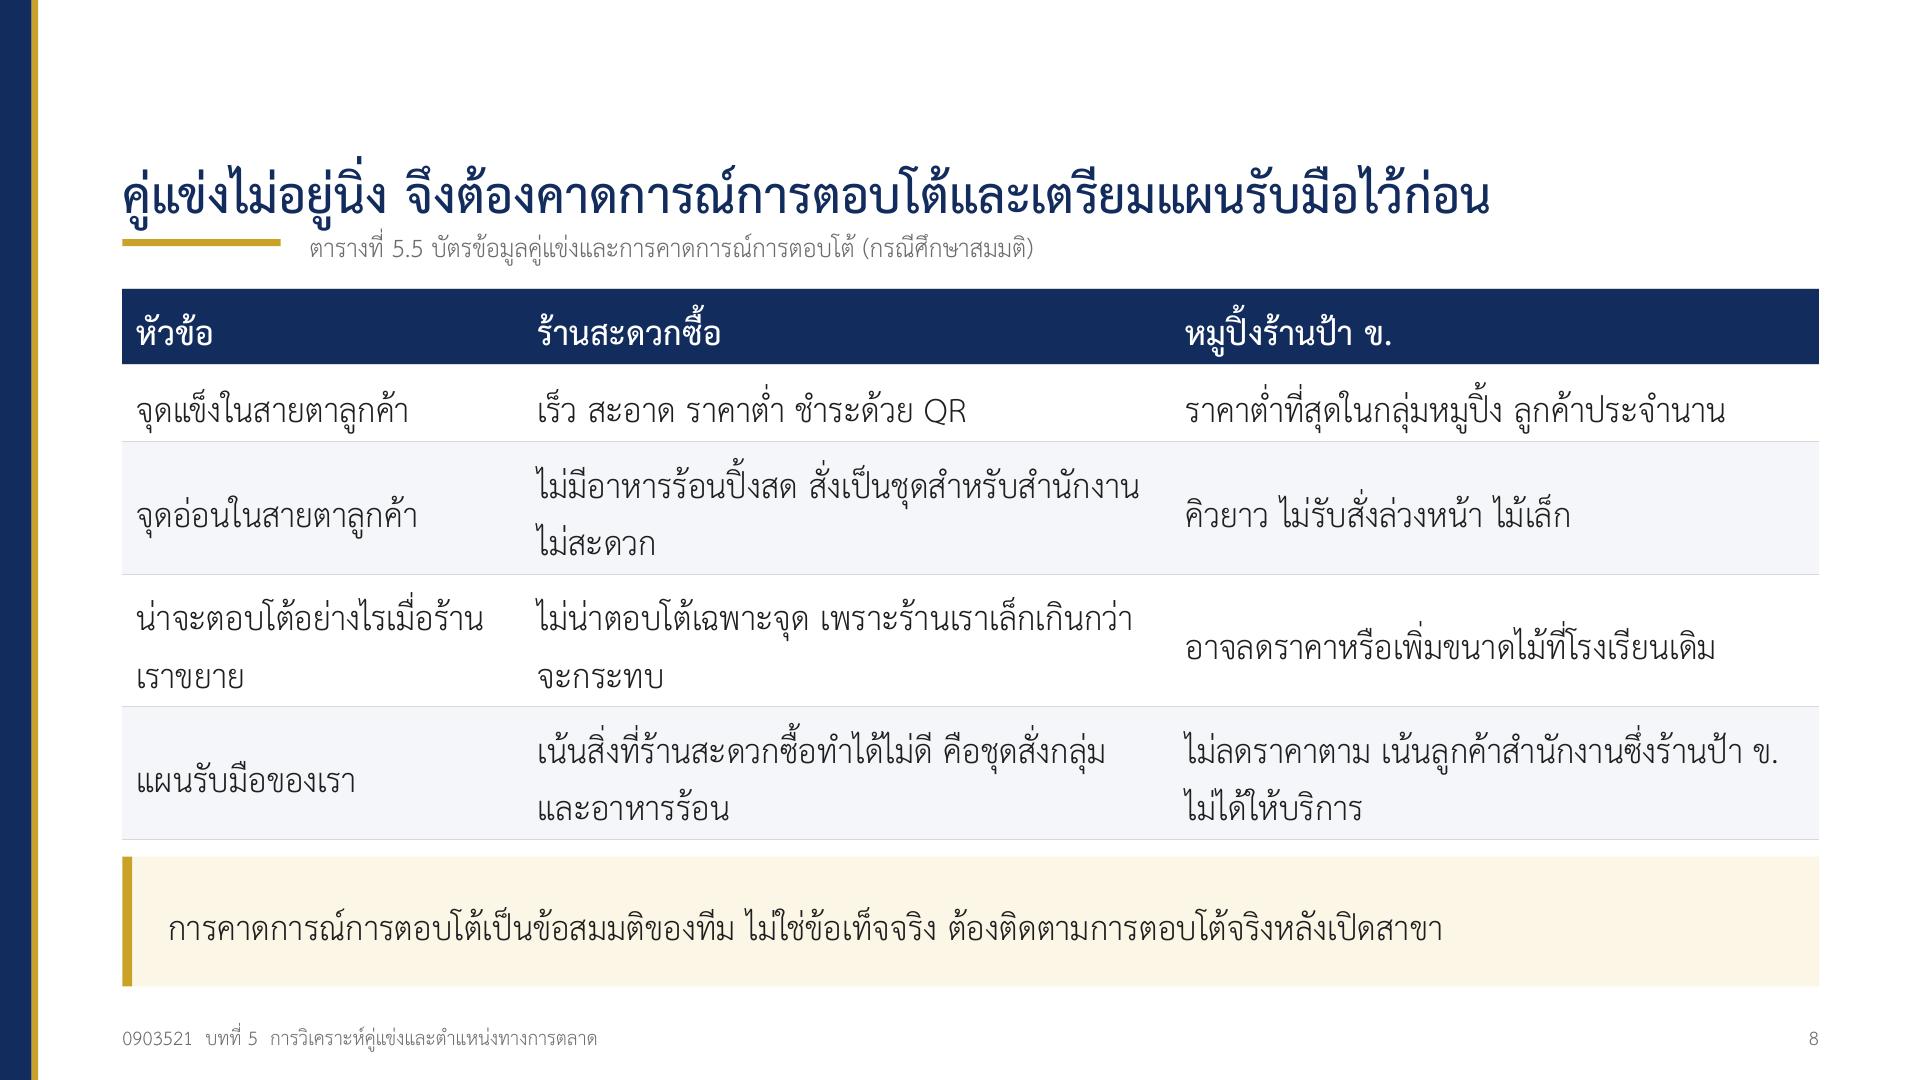 คู่แข่งไม่อยู่นิ่ง จึงต้องคาดการณ์การตอบโต้และเตรียมแผนรับมือไว้ก่อน
ตารางที่ 5.5 บัตรข้อมูลคู่แข่งและการคาดการณ์การตอบโต้ (กรณีศึกษาสมมติ)
หัวข้อ ร้านสะดวกซื้อ หมูปิ้งร้านป้า ข.
จุดแข็งในสายตาลูกค้า เร็ว สะอาด ราคาต่ำ ชำระด้วย QR ราคาต่ำที่สุดในกลุ่มหมูปิ้ง ลูกค้าประจำนาน
จุดอ่อนในสายตาลูกค้า
ไม่มีอาหารร้อนปิ้งสด สั่งเป็นชุดสำหรับสำนักงาน
ไม่สะดวก
คิวยาว ไม่รับสั่งล่วงหน้า ไม้เล็ก
น่าจะตอบโต้อย่างไรเมื่อร้าน
เราขยาย
ไม่น่าตอบโต้เฉพาะจุด เพราะร้านเราเล็กเกินกว่า
จะกระทบ
อาจลดราคาหรือเพิ่มขนาดไม้ที่โรงเรียนเดิม
แผนรับมือของเรา
เน้นสิ่งที่ร้านสะดวกซื้อทำได้ไม่ดี คือชุดสั่งกลุ่ม
และอาหารร้อน
ไม่ลดราคาตาม เน้นลูกค้าสำนักงานซึ่งร้านป้า ข.
ไม่ได้ให้บริการ
การคาดการณ์การตอบโต้เป็นข้อสมมติของทีม ไม่ใช่ข้อเท็จจริง ต้องติดตามการตอบโต้จริงหลังเปิดสาขา
0903521 บทที่ 5 การวิเคราะห์คู่แข่งและตำแหน่งทางการตลาด 8